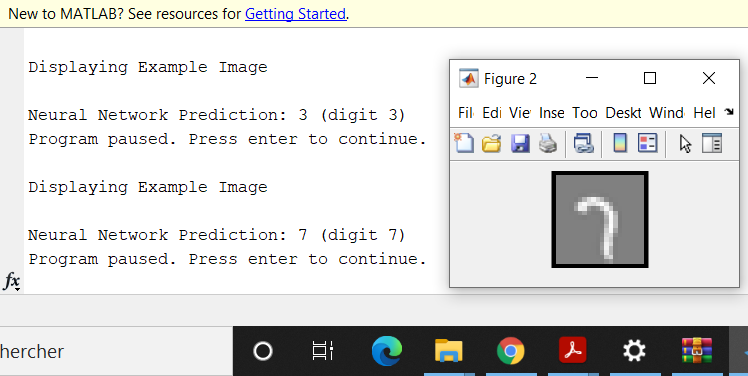 New to MATLAB? See resources for Getting Started.
Displaying Example Image
Neural Network Prediction: 3 (digit 3)
Program paused. Press enter to continue.
Displaying Example Image
Neural Network Prediction: 7 (digit 7)
Program paused. Press enter to continue.
fx
Figure 2
Fil Edi Vie Inse Too Deskt Wind Hel
7
hercher